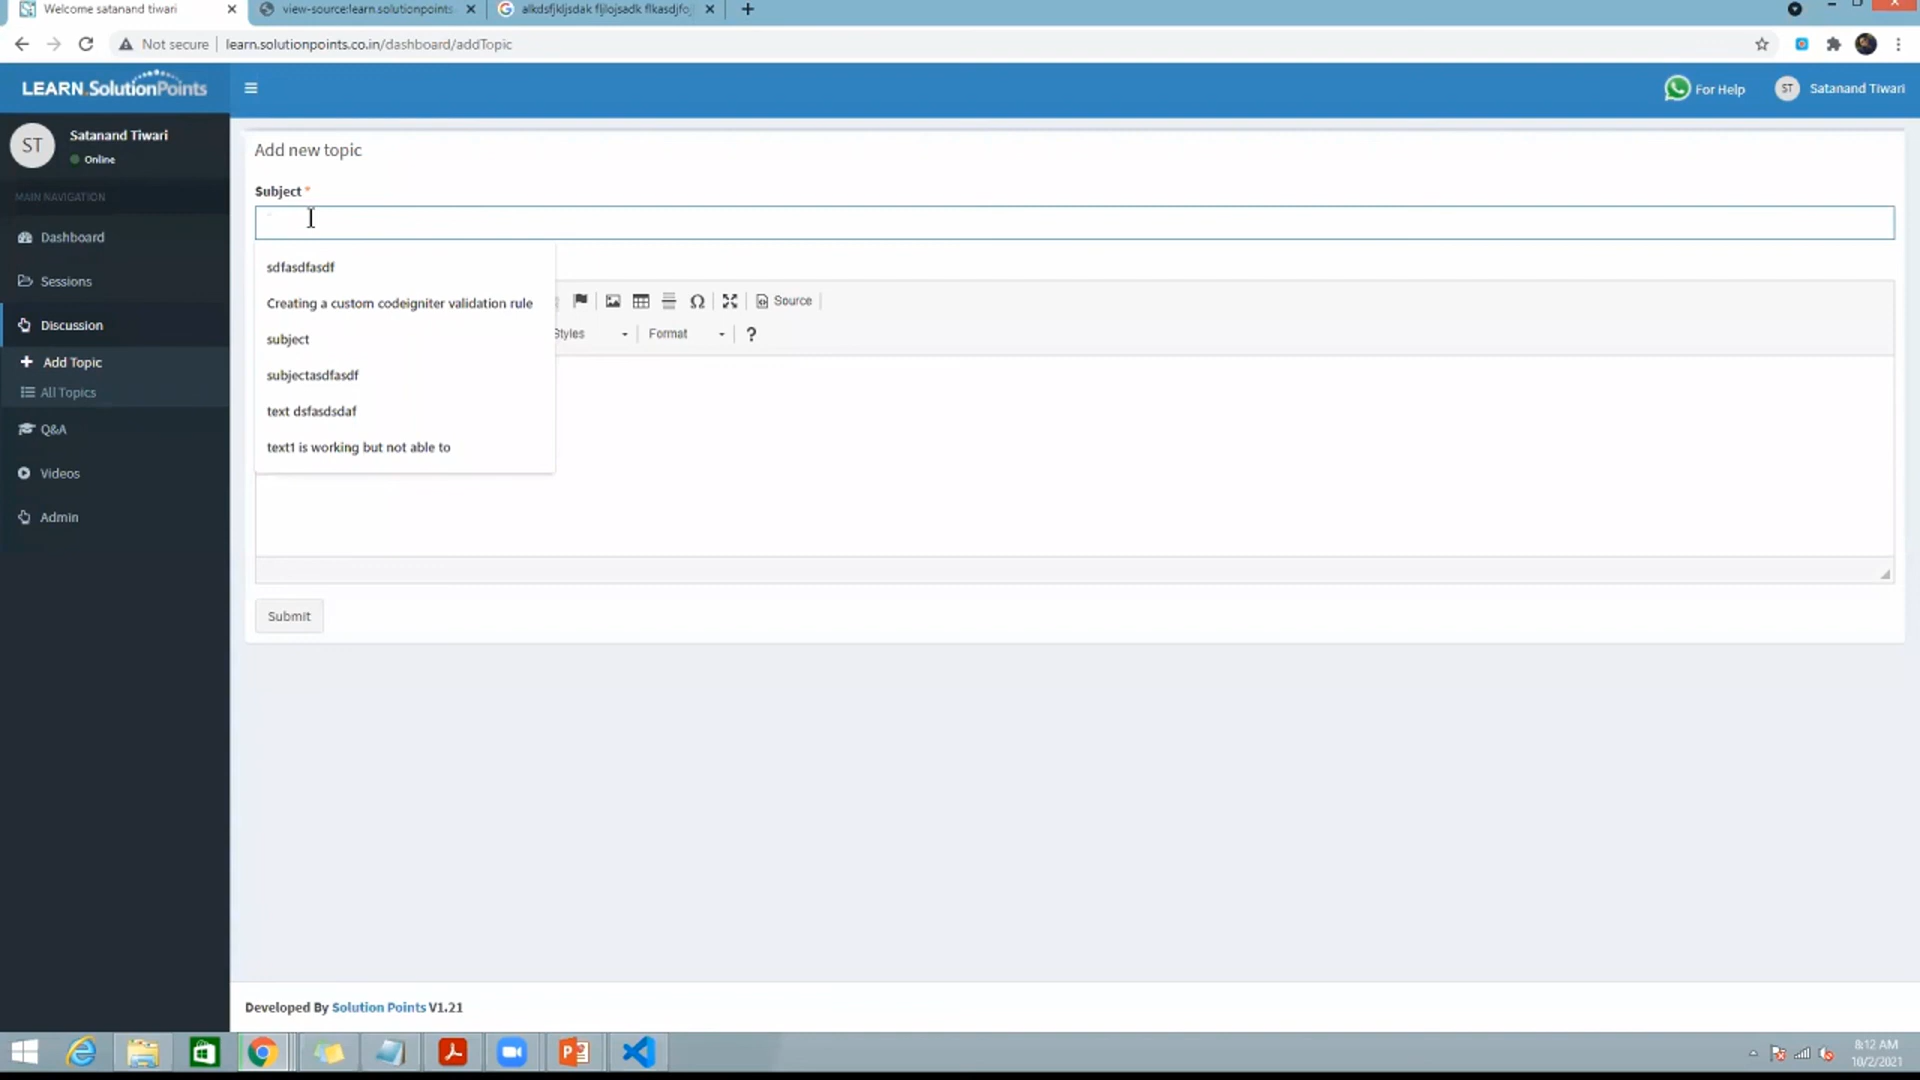 Welcome satanand tiwari
view-source:learn.solutionpoints
alkdsfjkljsdak fljlojsadk flkasdjfo
Not secure
learn.solutionpoints.co.in/dashboard/addTopic
LEARN.SolutionPoints
For Help
ST
Satanand Tiwari
ST
Satanand Tiwari
Online
MAIN NAVIGATION
Dashboard
Sessions
Discussion
Add Topic
All Topics
Q&A
Videos
Admin
Add new topic
Subject *
sdfasdfasdf
Creating a custom codeigniter validation rule
subject
subjectasdfasdf
text dsfasdsdaf
text1 is working but not able to
Source
Styles
Format
?
Submit
Developed By Solution Points V1.21
8:12 AM
10/2/2021